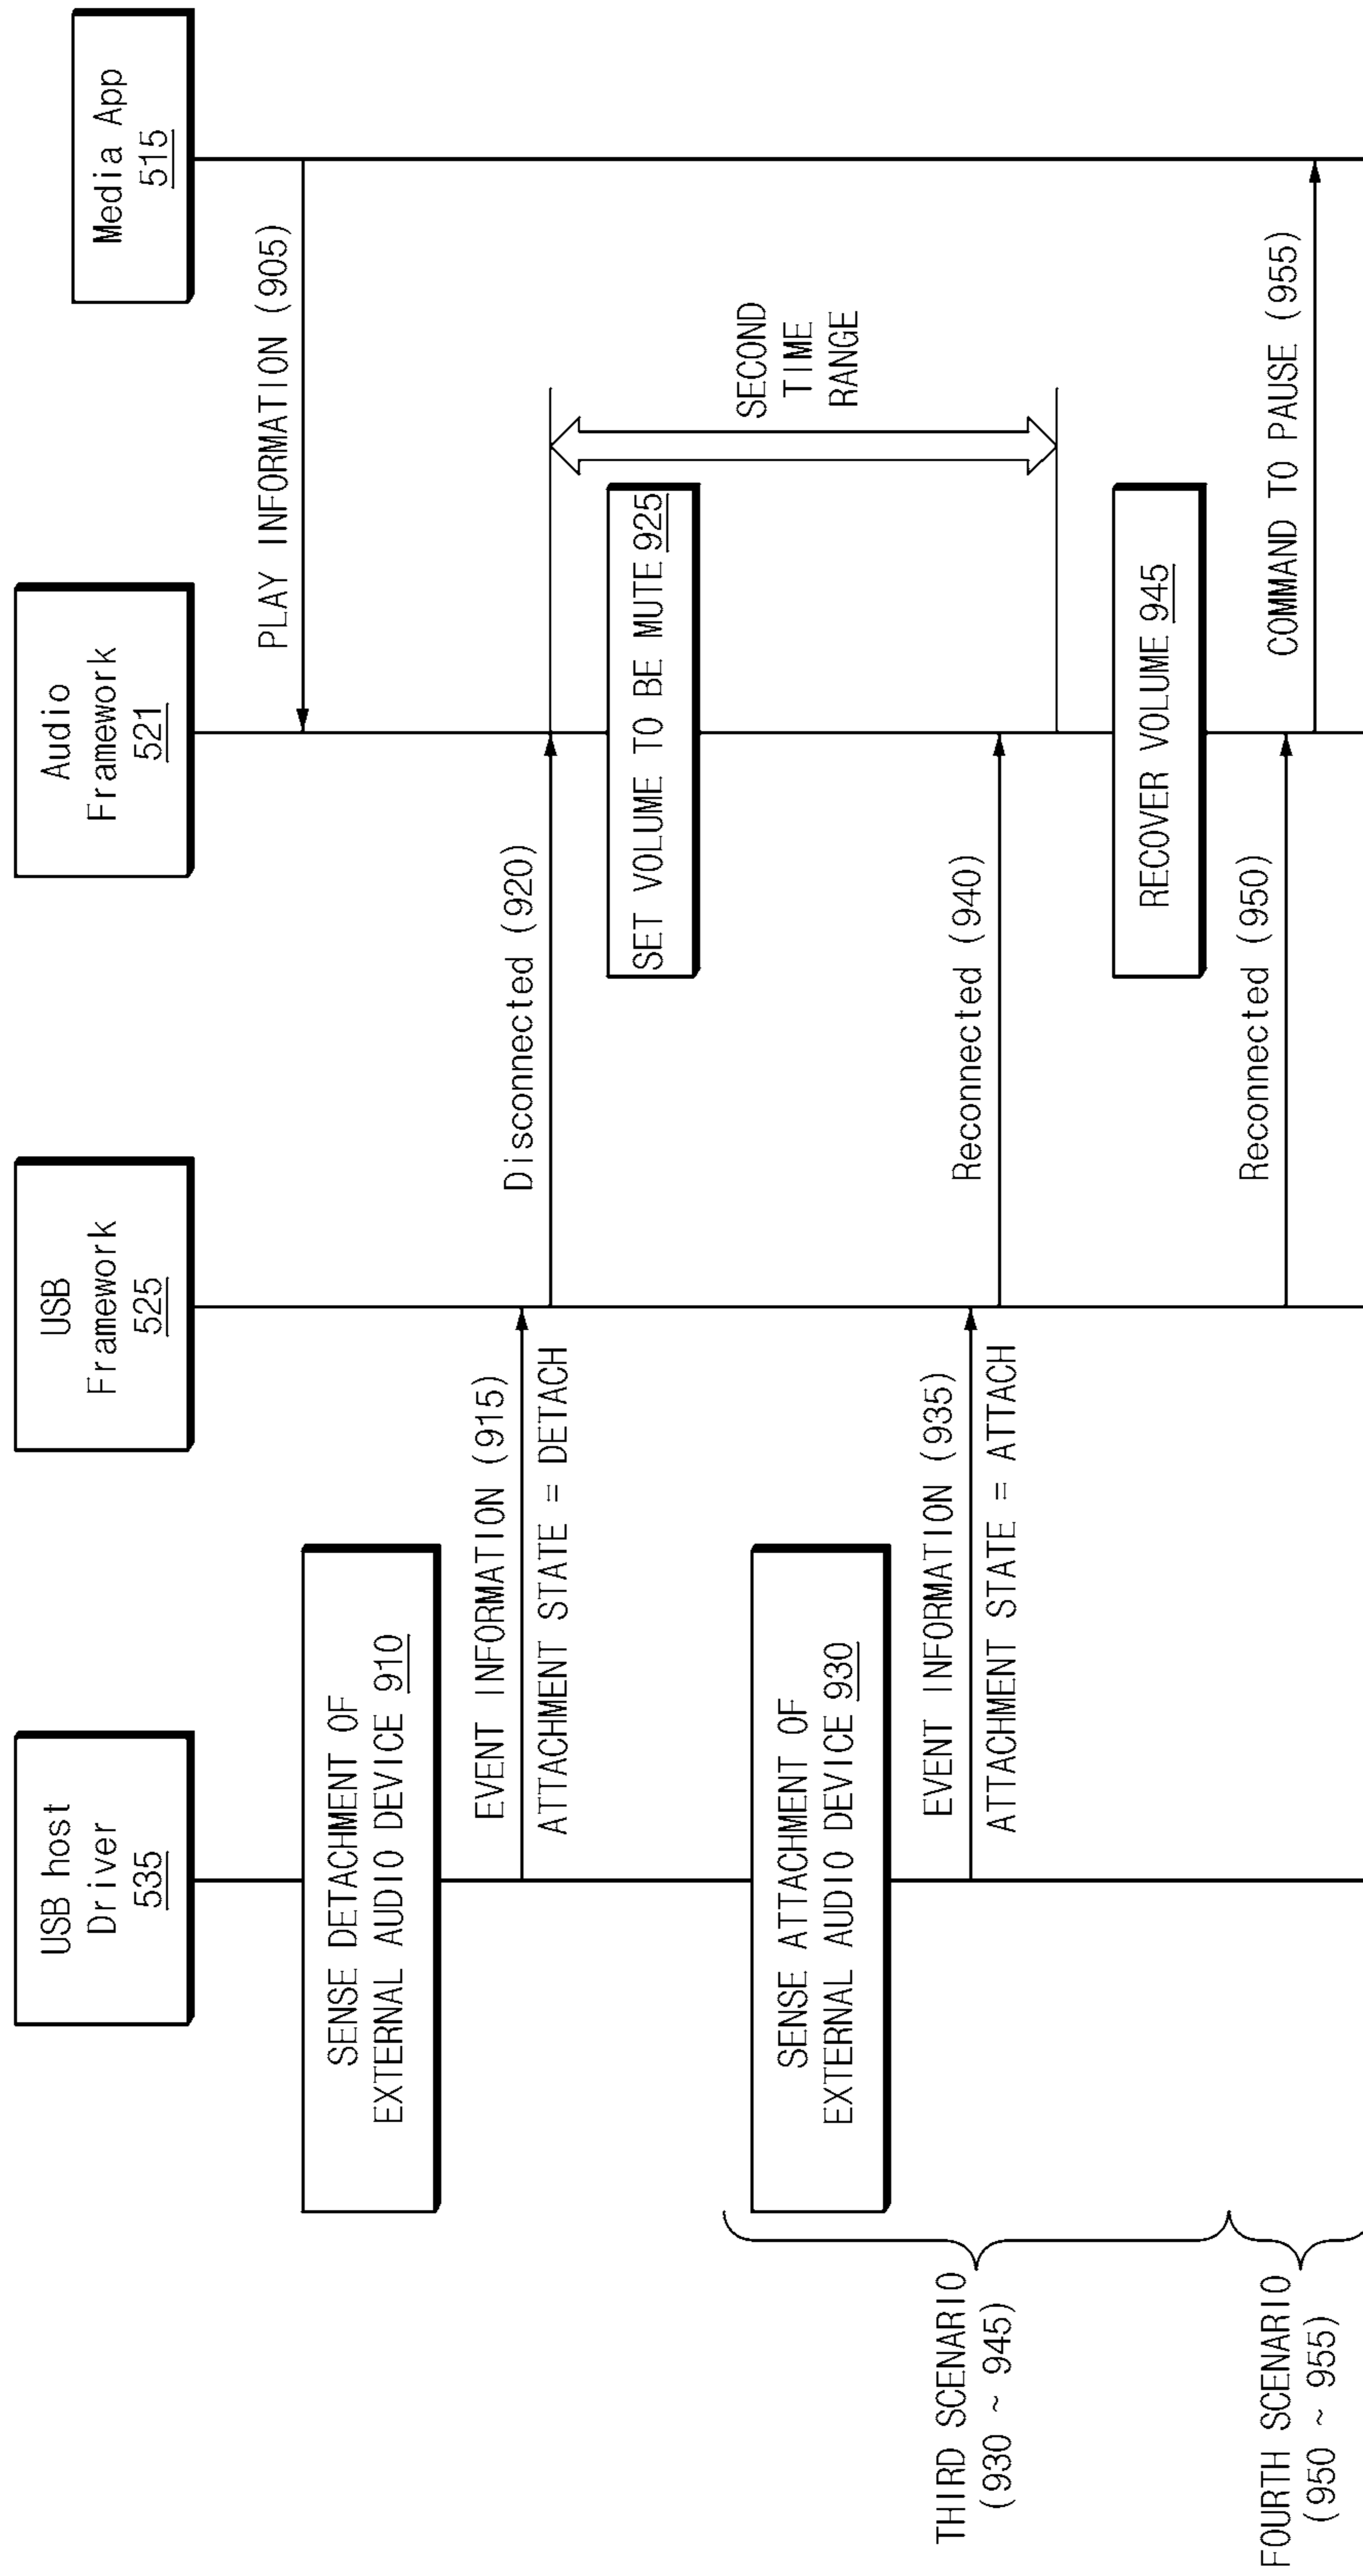 USB host
Driver
535
USB
Framework
525
Audio
Framework
521
Media App
515
PLAY INFORMATION (905)
SENSE DETACHMENT OF
EXTERNAL AUDIO DEVICE 910
EVENT INFORMATION (915)
ATTACHMENT STATE = DETACH
Disconnected (920)
SET VOLUME TO BE MUTE 925
SECOND
TIME
RANGE
THIRD SCENARIO
(930 ~ 945)
SENSE ATTACHMENT OF
EXTERNAL AUDIO DEVICE 930
EVENT INFORMATION (935)
ATTACHMENT STATE = ATTACH
Reconnected (940)
RECOVER VOLUME 945
FOURTH SCENARIO
(950 ~ 955)
Reconnected (950)
COMMAND TO PAUSE (955)